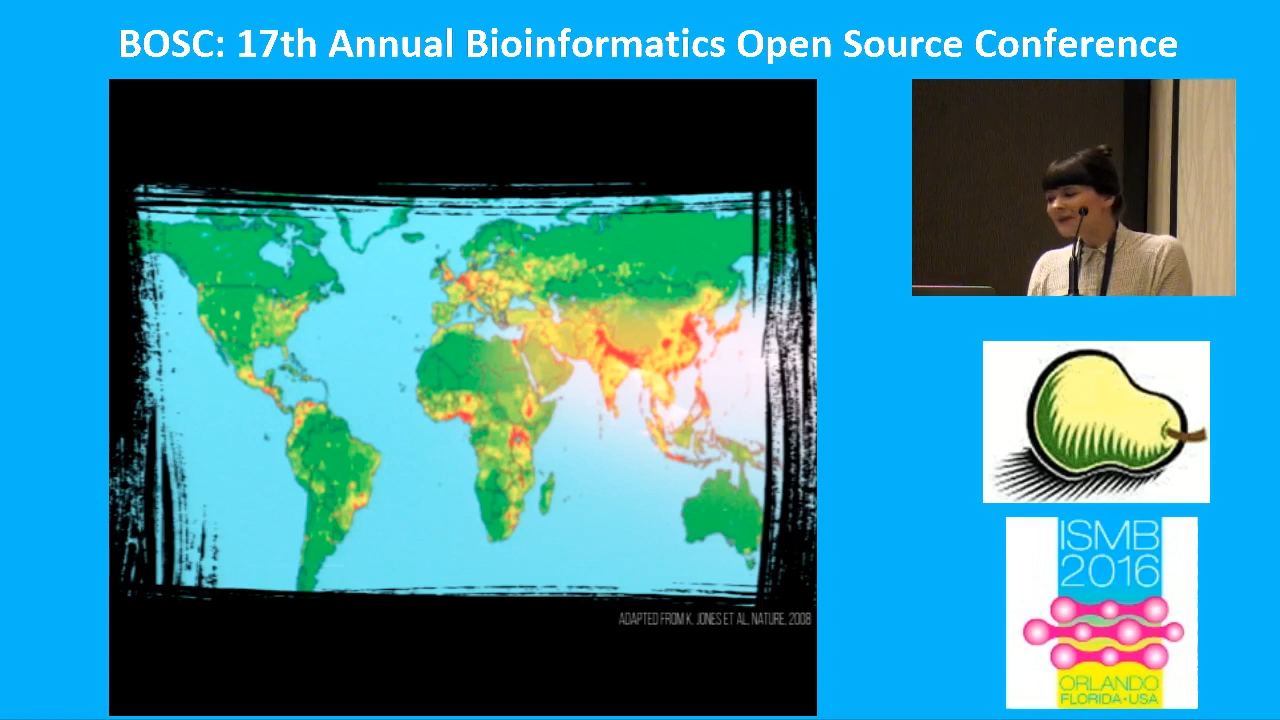 BOSC: 17th Annual Bioinformatics Open Source Conference
ADAPTED FROM K. JONES ET AL, NATURE, 2008
ISMB
2016
ORLANDO
FLORIDA•USA